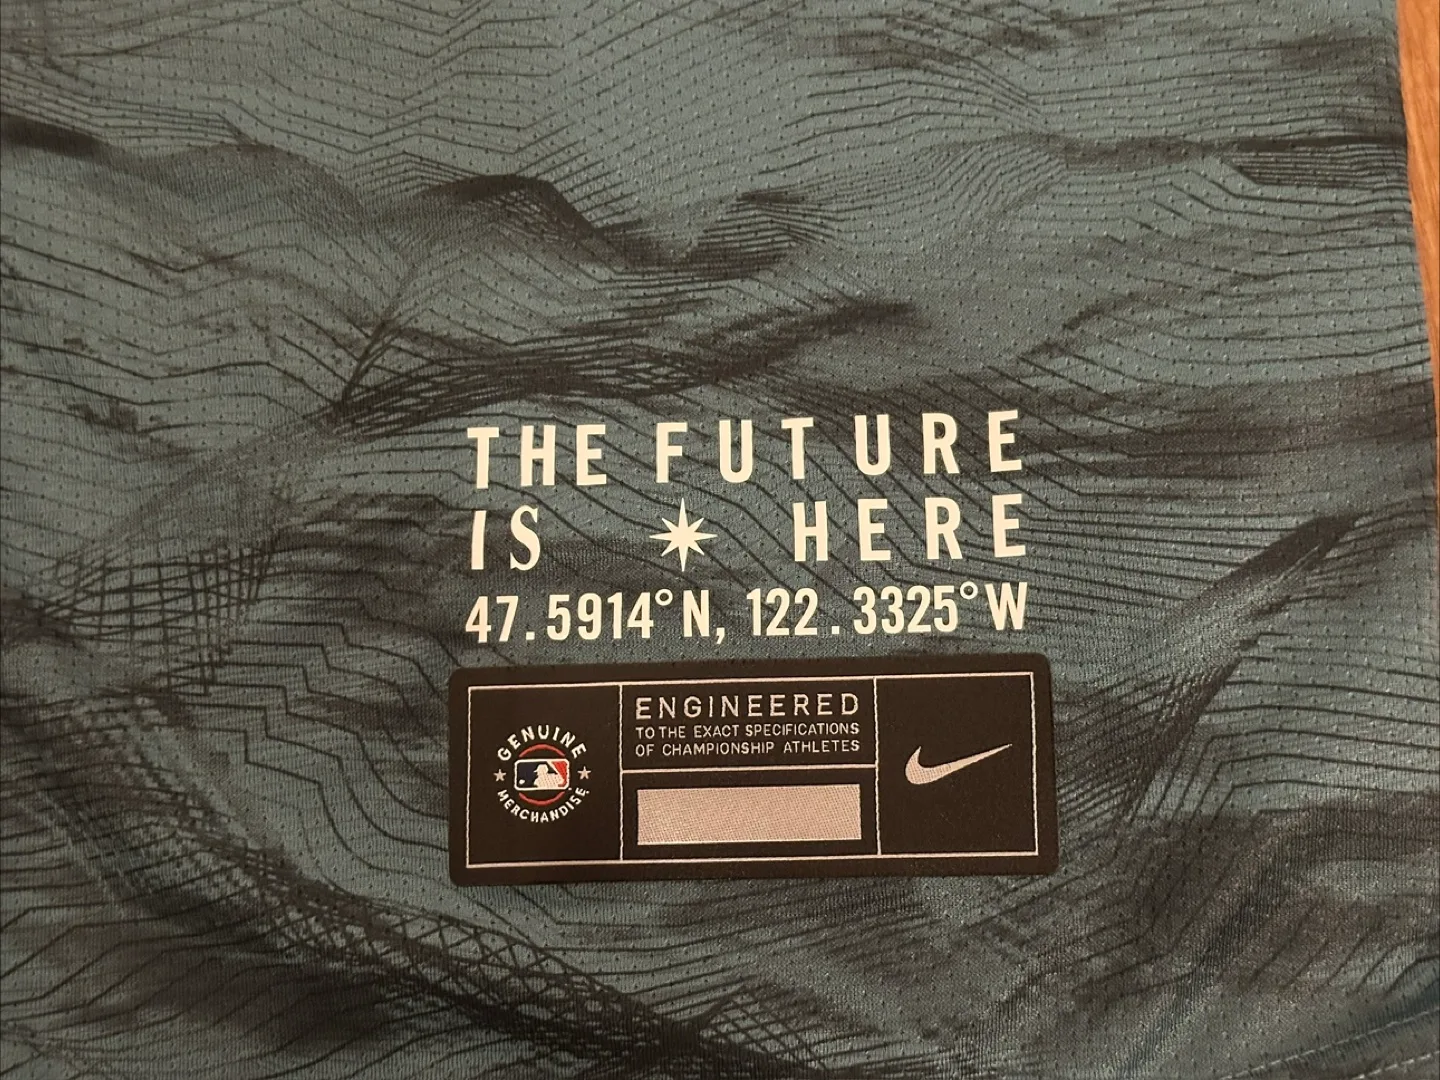 THE FUTURE
IS HERE
47.5914°N, 122.3325°W
GENUINE
MERCHANDISE
ENGINEERED
TO THE EXACT SPECIFICATIONS
OF CHAMPIONSHIP ATHLETES